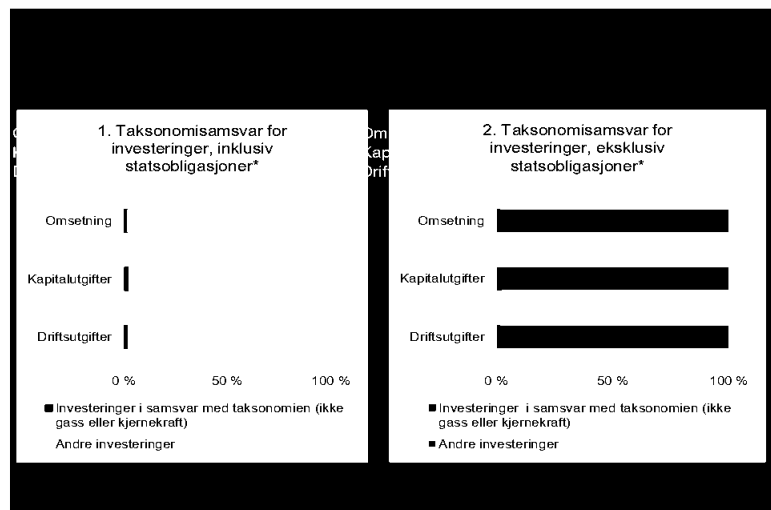 1. Taksonomisamsvar for
investeringer, inklusiv
statsobligasjoner*
Omsetning
Kapitalutgifter
Driftsutgifter
0 %
50 %
100 %
Investeringer i samsvar med taksonomien (ikke
gass eller kjernekraft)
Andre investeringer
2. Taksonomisamsvar for
investeringer, eksklusiv
statsobligasjoner*
Omsetning
Kapitalutgifter
Driftsutgifter
0 %
50 %
100 %
Investeringer i samsvar med taksonomien (ikke
gass eller kjernekraft)
Andre investeringer